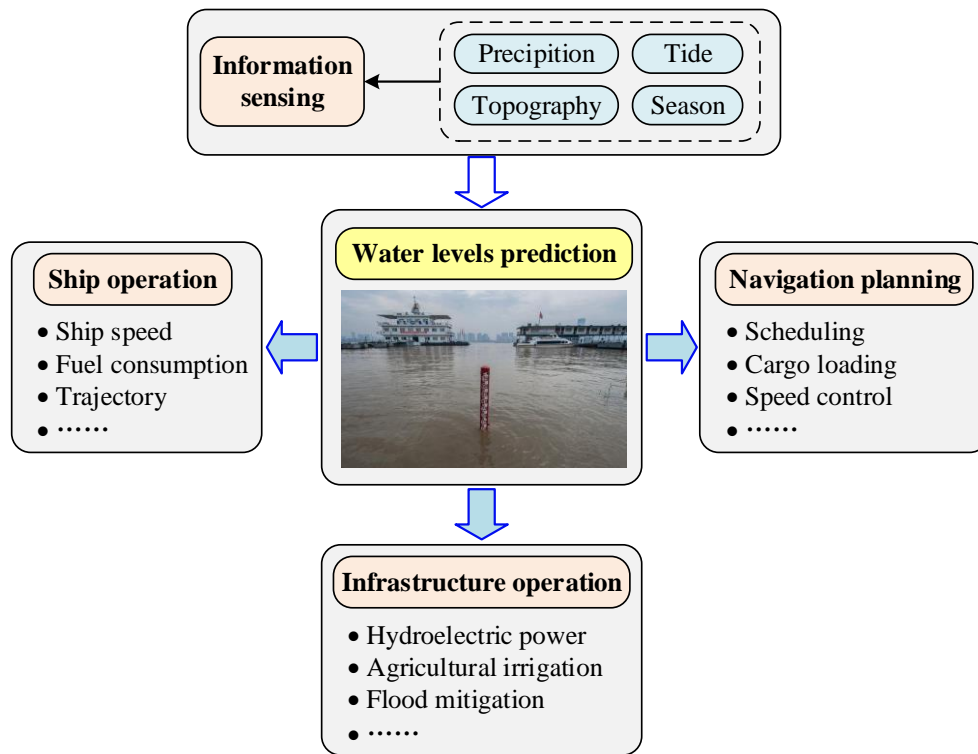 Information
sensing
Precipition
Tide
Topography
Season
Water levels prediction
Ship operation
• Ship speed
• Fuel consumption
• Trajectory
• ⋯⋯
Navigation planning
• Scheduling
• Cargo loading
• Speed control
• ⋯⋯
Infrastructure operation
• Hydroelectric power
• Agricultural irrigation
• Flood mitigation
• ⋯⋯